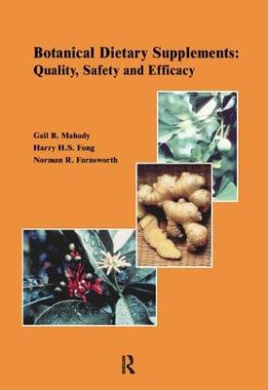 Botanical Dietary Supplements:
Quality, Safety and Efficacy
Gail B. Mahady
Harry H.S. Fong
Norman R. Farnsworth
R